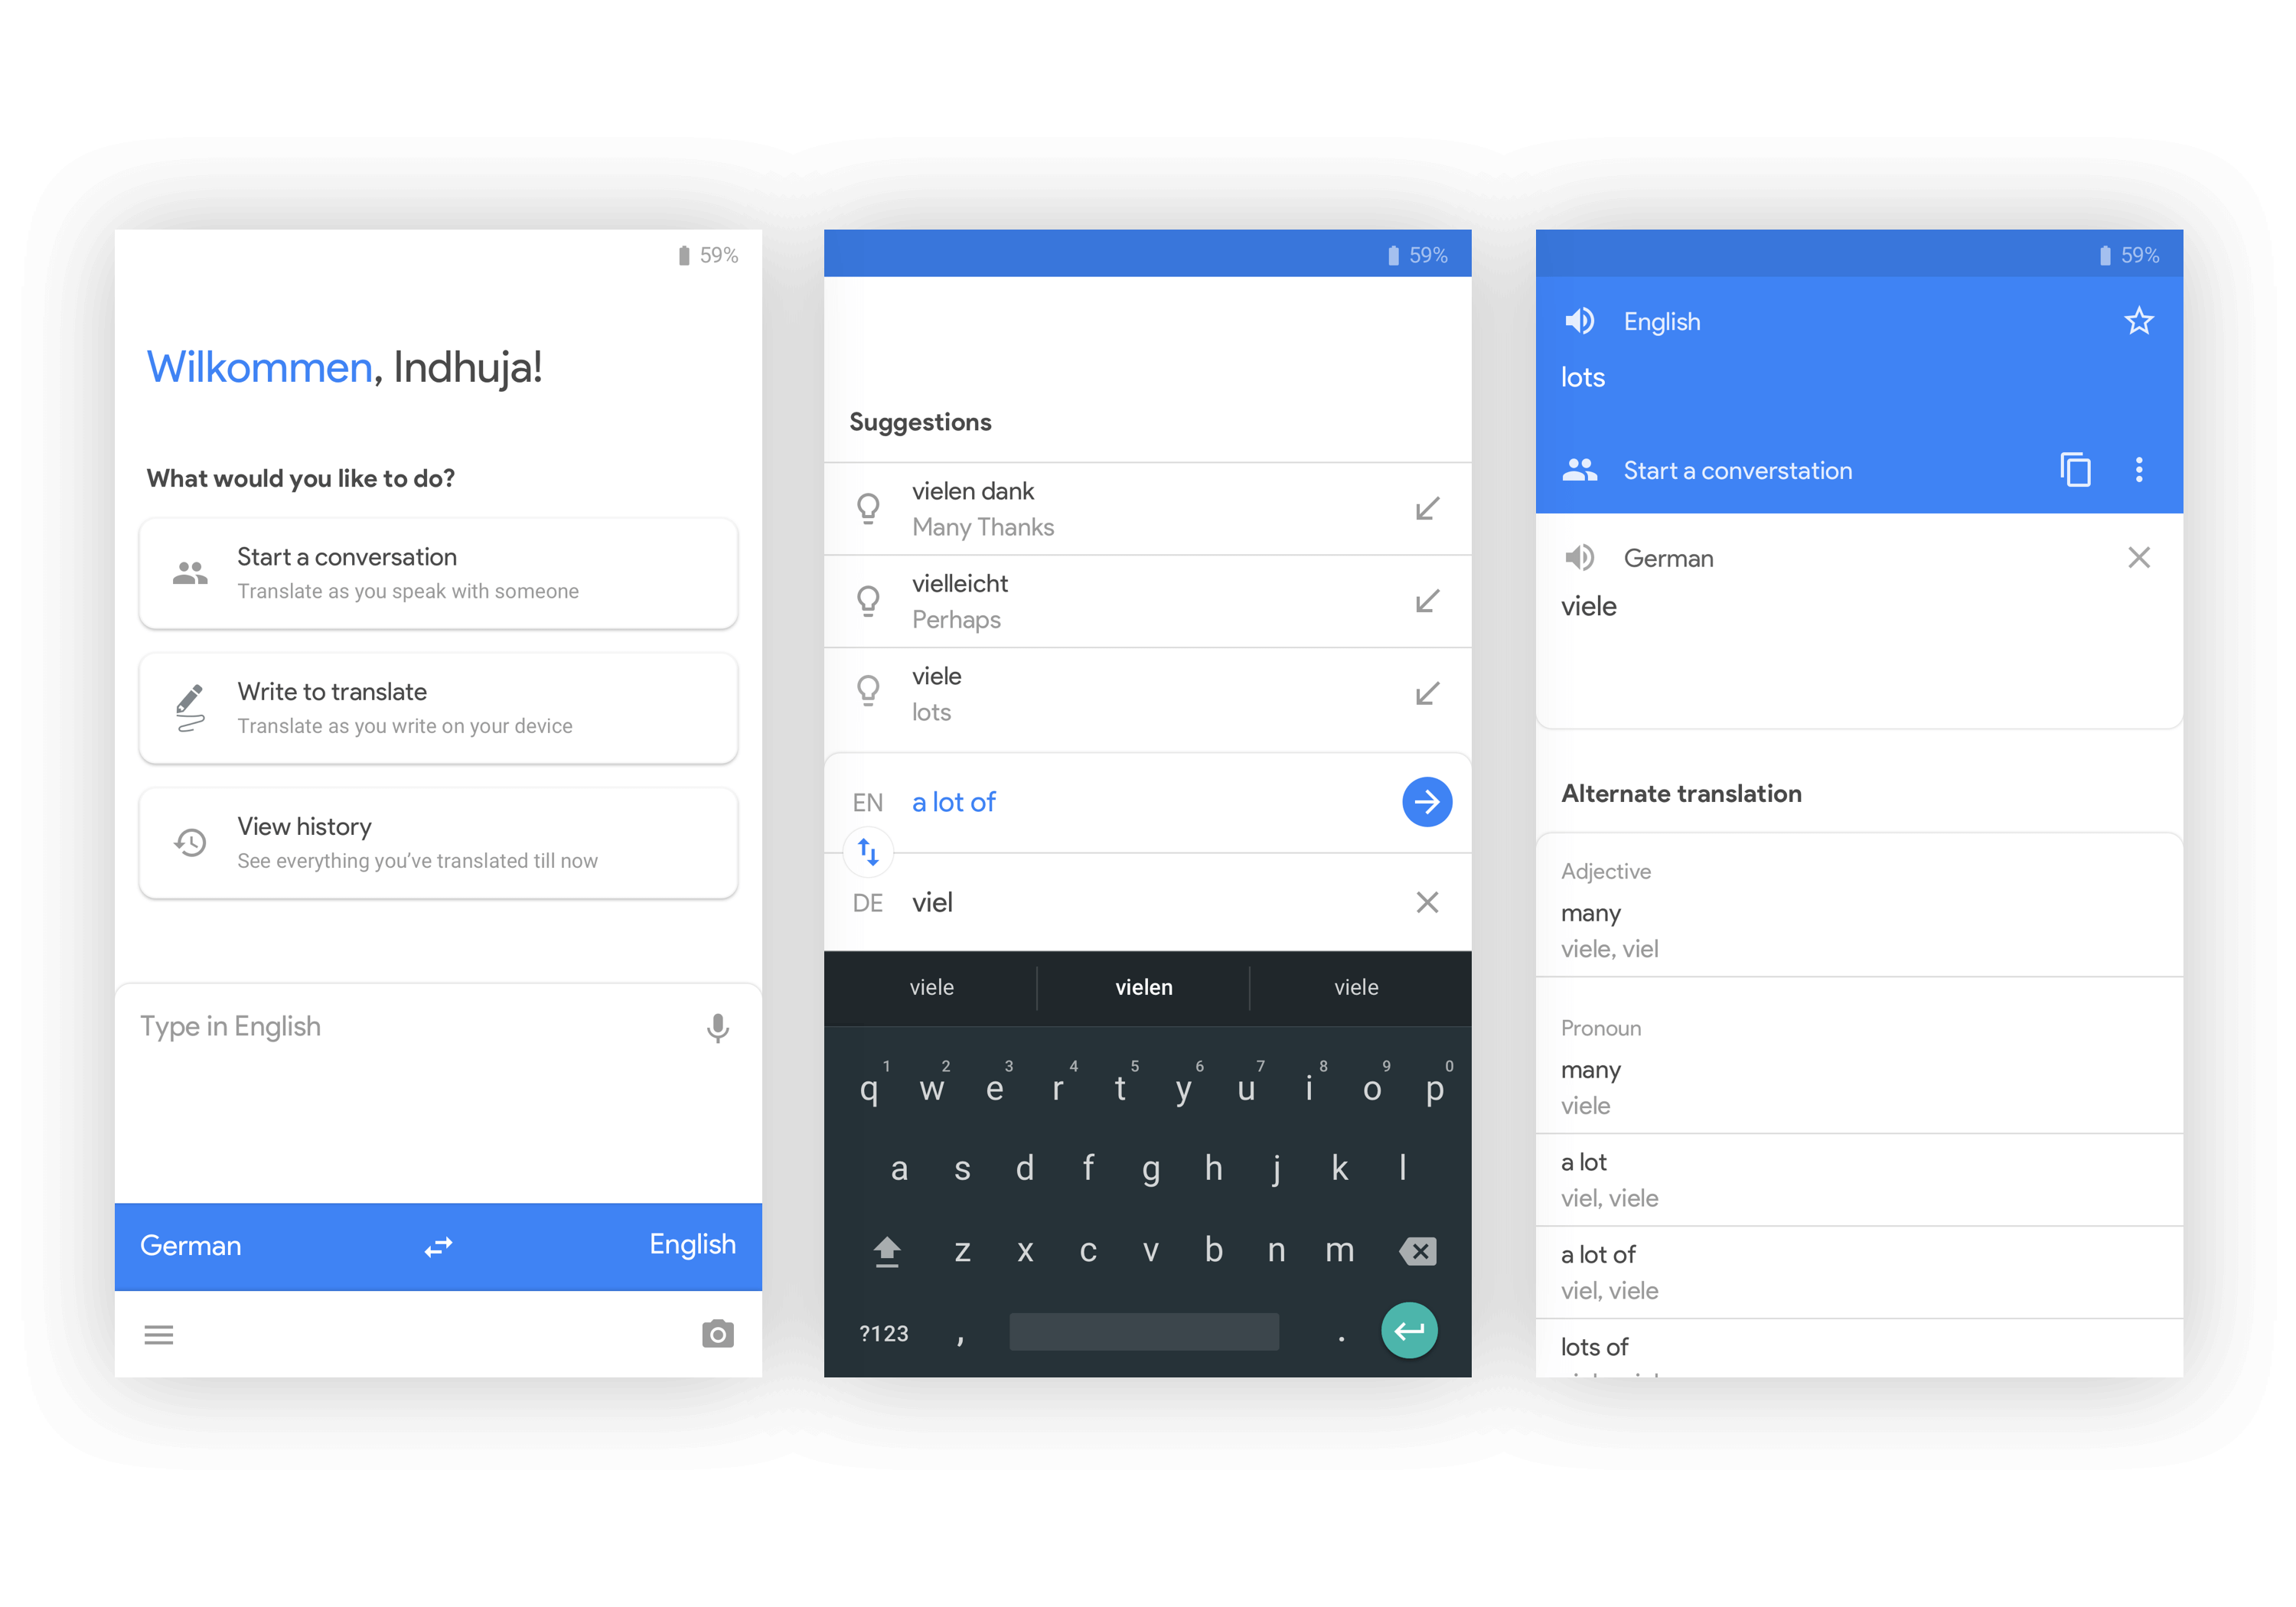 59%
Wilkommen, Indhuja!
What would you like to do?
Start a conversation
Translate as you speak with someone
Write to translate
Translate as you write on your device
View history
See everything you’ve translated till now
Type in English
German English
59%
Suggestions
vielen dank
Many Thanks
vielleicht
Perhaps
viele
lots
EN a lot of
DE viel
viele vielen viele
1 2 3 4 5 6 7 8 9 0
q w e r t y u i o p
a s d f g h j k l
z x c v b n m
?123 , .
59%
English
lots
Start a converstation
German
viele
Alternate translation
Adjective
many
viele, viel
Pronoun
many
viele
a lot
viel, viele
a lot of
viel, viele
lots of